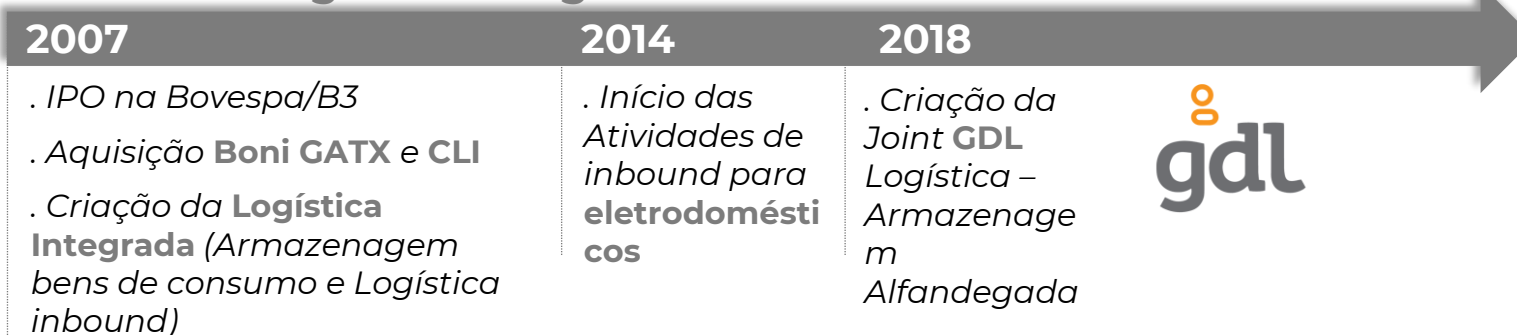 2007
. IPO na Bovespa/B3
. Aquisição Boni GATX e CLI
. Criação da Logística
Integrada (Armazenagem
bens de consumo e Logística
inbound)
2014
. Início das
Atividades de
inbound para
eletrodomésti
cos
2018
. Criação da
Joint GDL
Logística –
Armazenage
m
Alfandegada
gdl